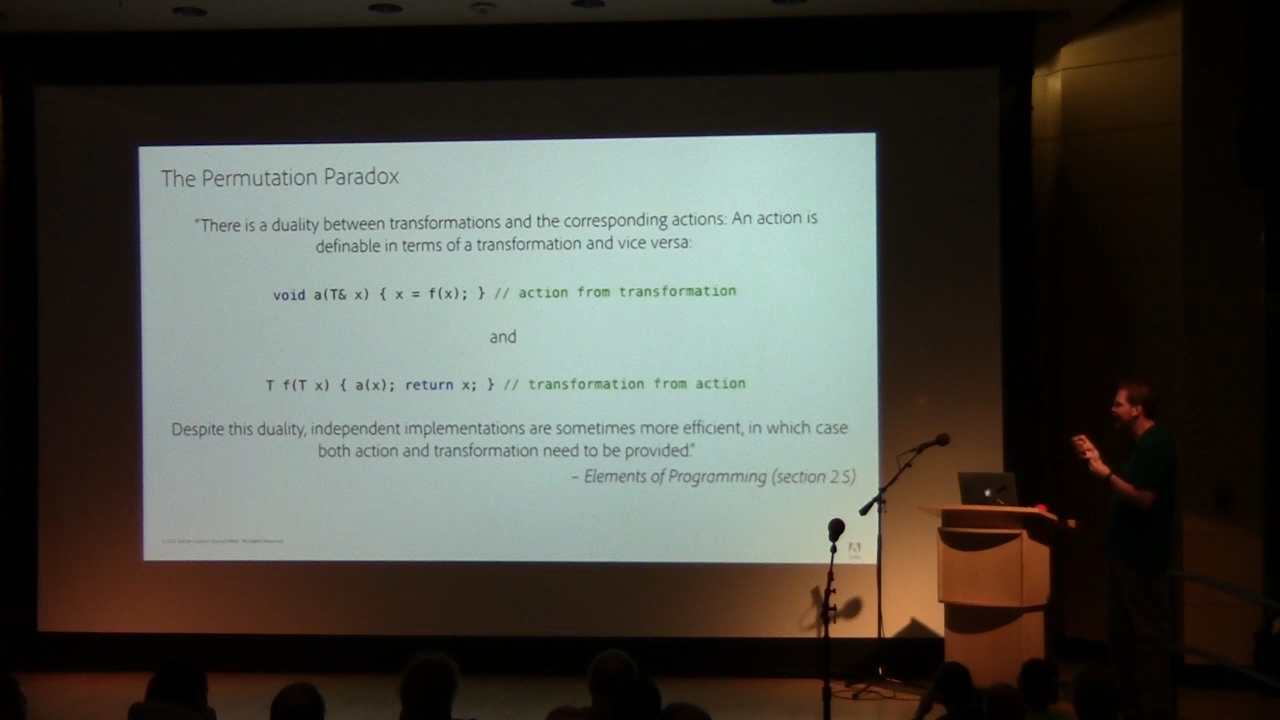 The Permutation Paradox
"There is a duality between transformations and the corresponding actions: An action is
definable in terms of a transformation and vice versa:
void a(T& x) { x = f(x); } // action from transformation
and
T f(T x) { a(x); return x; } // transformation from action
Despite this duality, independent implementations are sometimes more efficient, in which case
both action and transformation need to be provided."
– Elements of Programming (section 2.5)